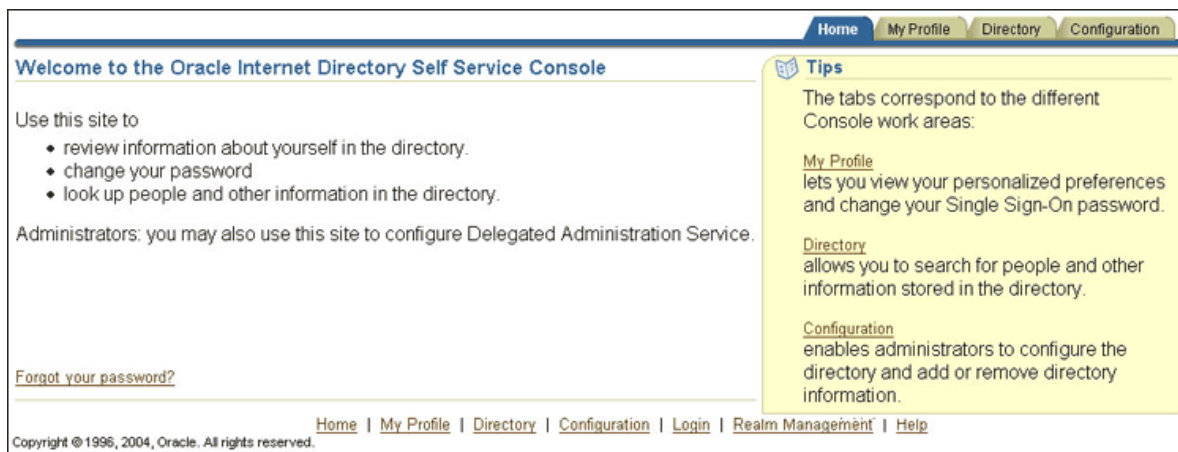 Home My Profile Directory Configuration
Welcome to the Oracle Internet Directory Self Service Console
Use this site to
• review information about yourself in the directory.
• change your password
• look up people and other information in the directory.
Administrators: you may also use this site to configure Delegated Administration Service.
Forgot your password?
Tips
The tabs correspond to the different
Console work areas:
My Profile
lets you view your personalized preferences
and change your Single Sign-On password.
Directory
allows you to search for people and other
information stored in the directory.
Configuration
enables administrators to configure the
directory and add or remove directory
information.
Home | My Profile | Directory | Configuration | Login | Realm Management | Help
Copyright © 1996, 2004, Oracle. All rights reserved.